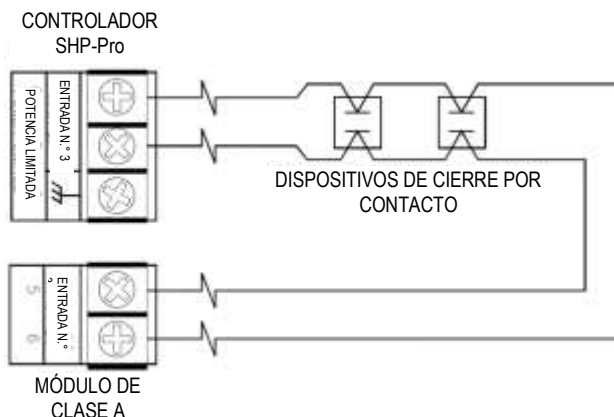 CONTROLADOR
SHP-Pro
POTENCIA LIMITADA
ENTRADA N.° 3
DISPOSITIVOS DE CIERRE POR
CONTACTO
5
6
ENTRADA N.°
MÓDULO DE
CLASE A